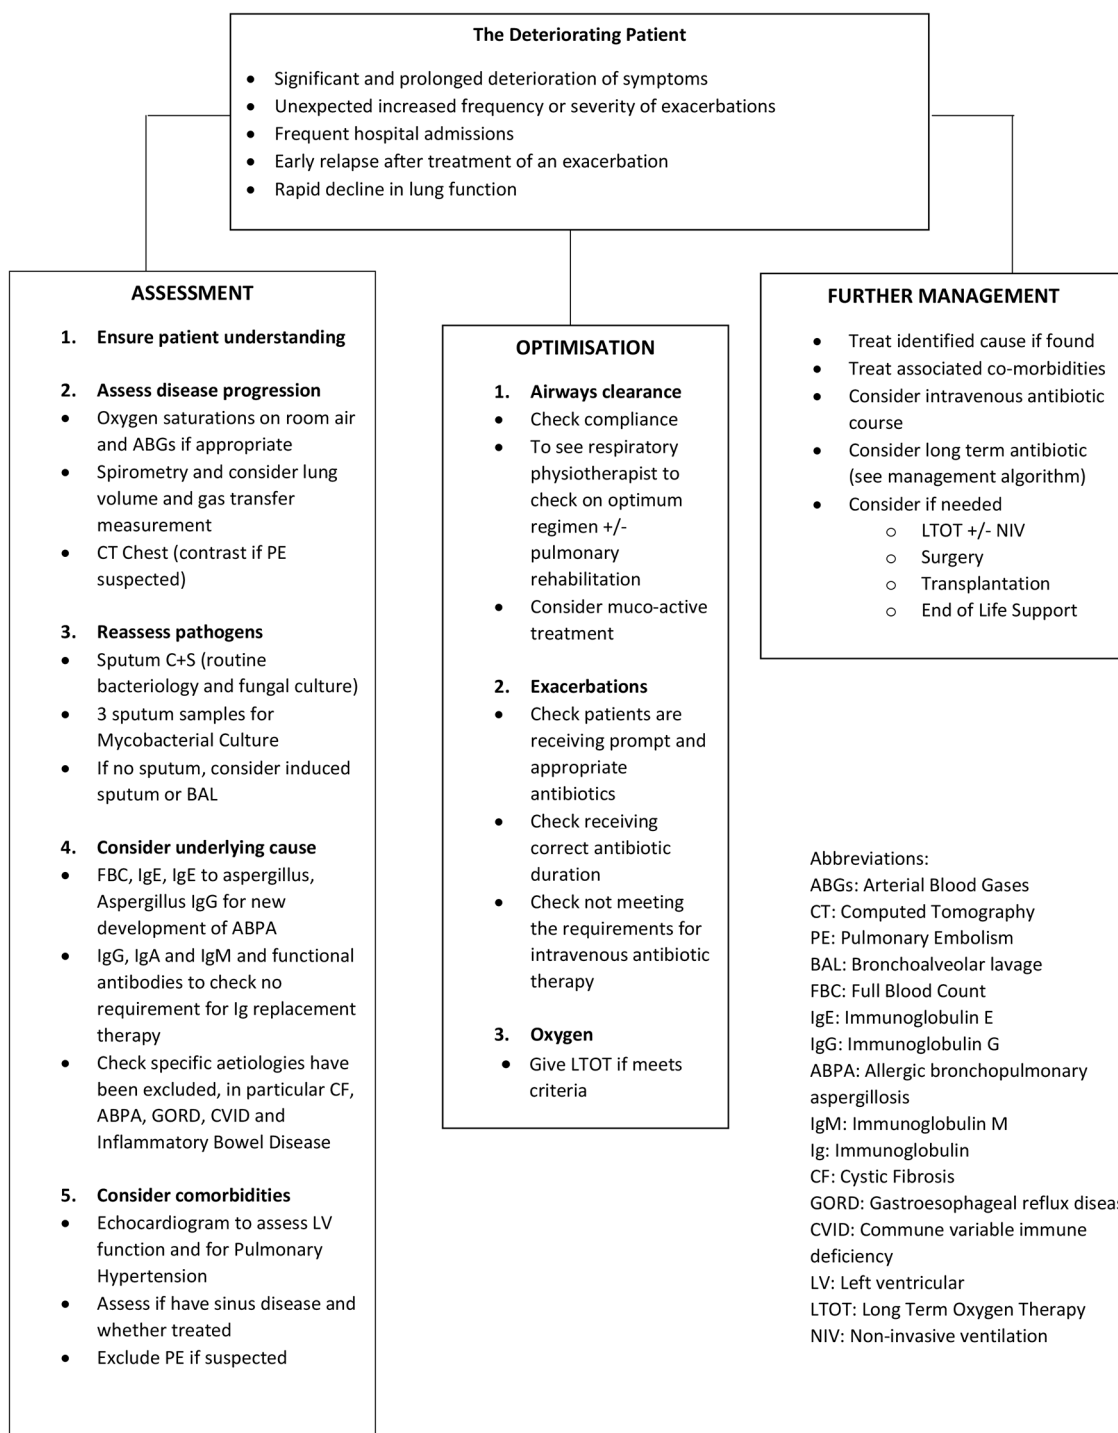 The Deteriorating Patient
• Significant and prolonged deterioration of symptoms
• Unexpected increased frequency or severity of exacerbations
• Frequent hospital admissions
• Early relapse after treatment of an exacerbation
• Rapid decline in lung function
ASSESSMENT
1. Ensure patient understanding
2. Assess disease progression
• Oxygen saturations on room air
and ABGs if appropriate
• Spirometry and consider lung
volume and gas transfer
measurement
• CT Chest (contrast if PE
suspected)
3. Reassess pathogens
• Sputum C+S (routine
bacteriology and fungal culture)
• 3 sputum samples for
Mycobacterial Culture
• If no sputum, consider induced
sputum or BAL
4. Consider underlying cause
• FBC, IgE, IgE to aspergillus,
Aspergillus IgG for new
development of ABPA
• IgG, IgA and IgM and functional
antibodies to check no
requirement for Ig replacement
therapy
• Check specific aetiologies have
been excluded, in particular CF,
ABPA, GORD, CVID and
Inflammatory Bowel Disease
5. Consider comorbidities
• Echocardiogram to assess LV
function and for Pulmonary
Hypertension
• Assess if have sinus disease and
whether treated
• Exclude PE if suspected
OPTIMISATION
1. Airways clearance
• Check compliance
• To see respiratory
physiotherapist to
check on optimum
regimen +/-
pulmonary
rehabilitation
• Consider muco-active
treatment
2. Exacerbations
• Check patients are
receiving prompt and
appropriate
antibiotics
• Check receiving
correct antibiotic
duration
• Check not meeting
the requirements for
intravenous antibiotic
therapy
3. Oxygen
• Give LTOT if meets
criteria
FURTHER MANAGEMENT
• Treat identified cause if found
• Treat associated co-morbidities
• Consider intravenous antibiotic
course
• Consider long term antibiotic
(see management algorithm)
• Consider if needed
o LTOT +/- NIV
o Surgery
o Transplantation
o End of Life Support
Abbreviations:
ABGs: Arterial Blood Gases
CT: Computed Tomography
PE: Pulmonary Embolism
BAL: Bronchoalveolar lavage
FBC: Full Blood Count
IgE: Immunoglobulin E
IgG: Immunoglobulin G
ABPA: Allergic bronchopulmonary
aspergillosis
IgM: Immunoglobulin M
Ig: Immunoglobulin
CF: Cystic Fibrosis
GORD: Gastroesophageal reflux diseas
CVID: Commune variable immune
deficiency
LV: Left ventricular
LTOT: Long Term Oxygen Therapy
NIV: Non-invasive ventilation